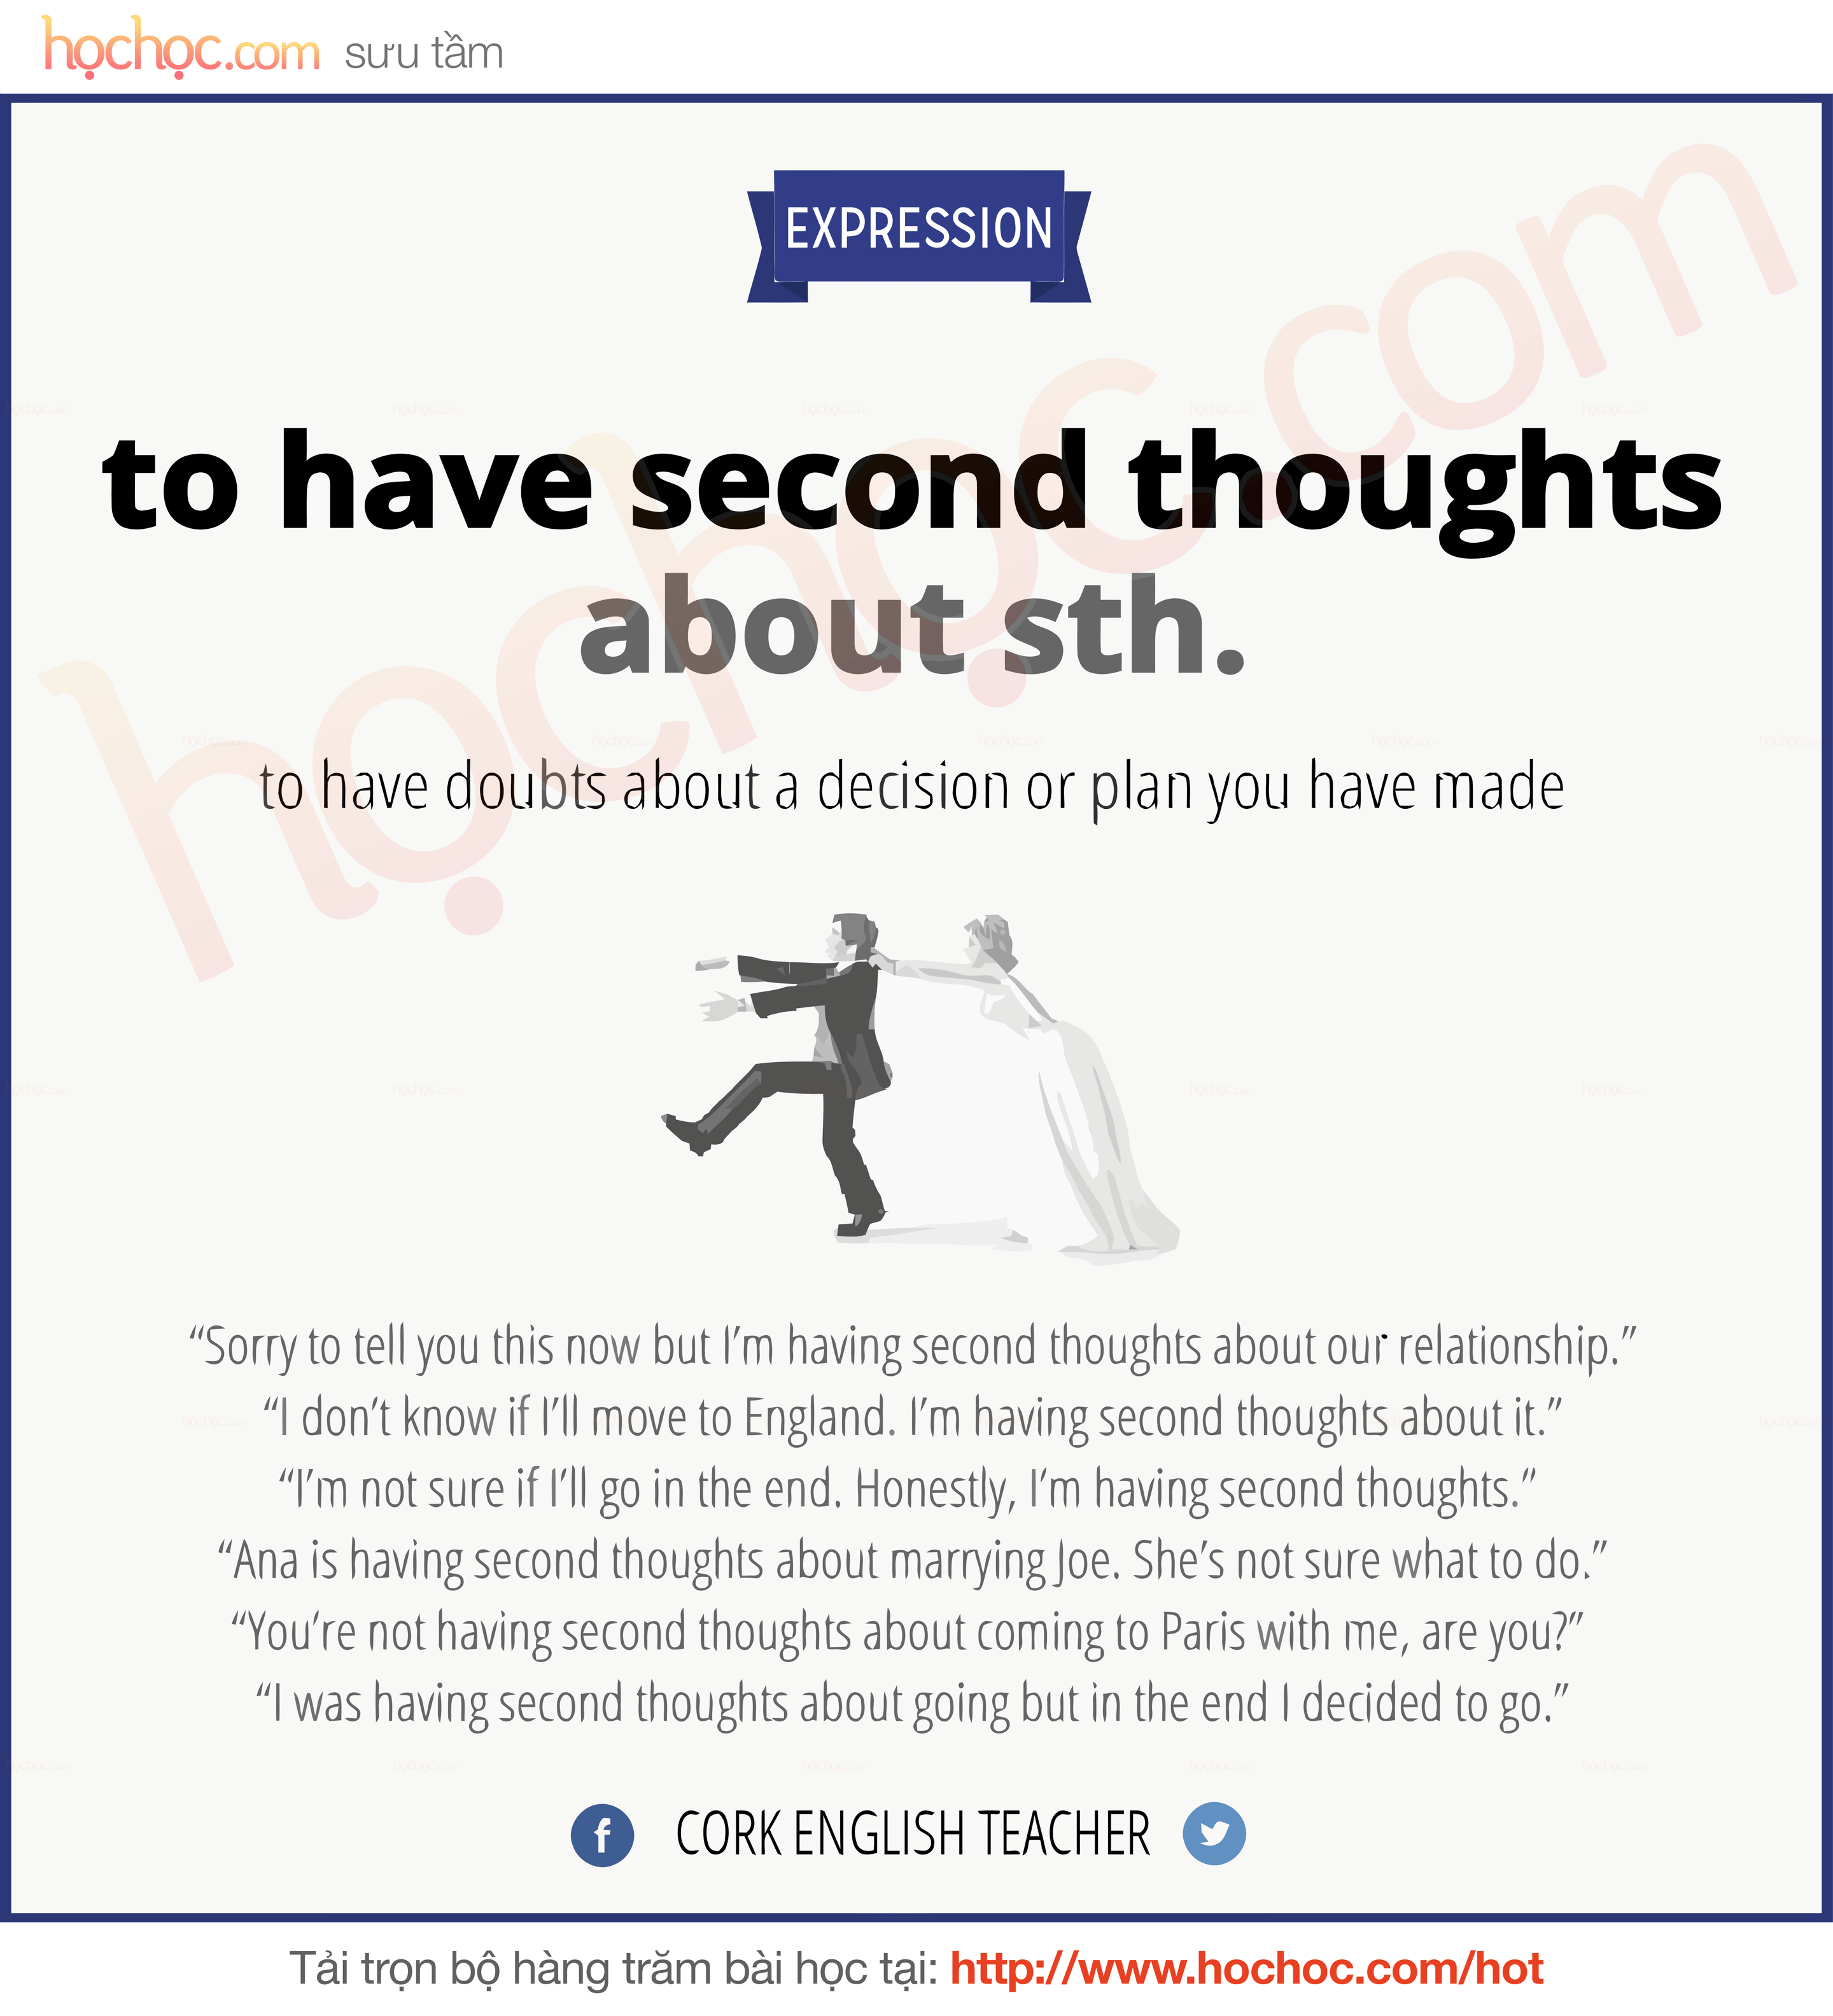 họchọc.com sưu tầm
EXPRESSION
to have second thoughts
about sth.
to have doubts about a decision or plan you have made
“Sorry to tell you this now but I’m having second thoughts about our relationship.”
“I don’t know if I’ll move to England. I’m having second thoughts about it.”
“I’m not sure if I’ll go in the end. Honestly, I’m having second thoughts.”
“Ana is having second thoughts about marrying Joe. She’s not sure what to do.”
“You’re not having second thoughts about coming to Paris with me, are you?”
“I was having second thoughts about going but in the end I decided to go.”
CORK ENGLISH TEACHER
Tải trọn bộ hàng trăm bài học tại: http://www.hochoc.com/hot
họchọc.com